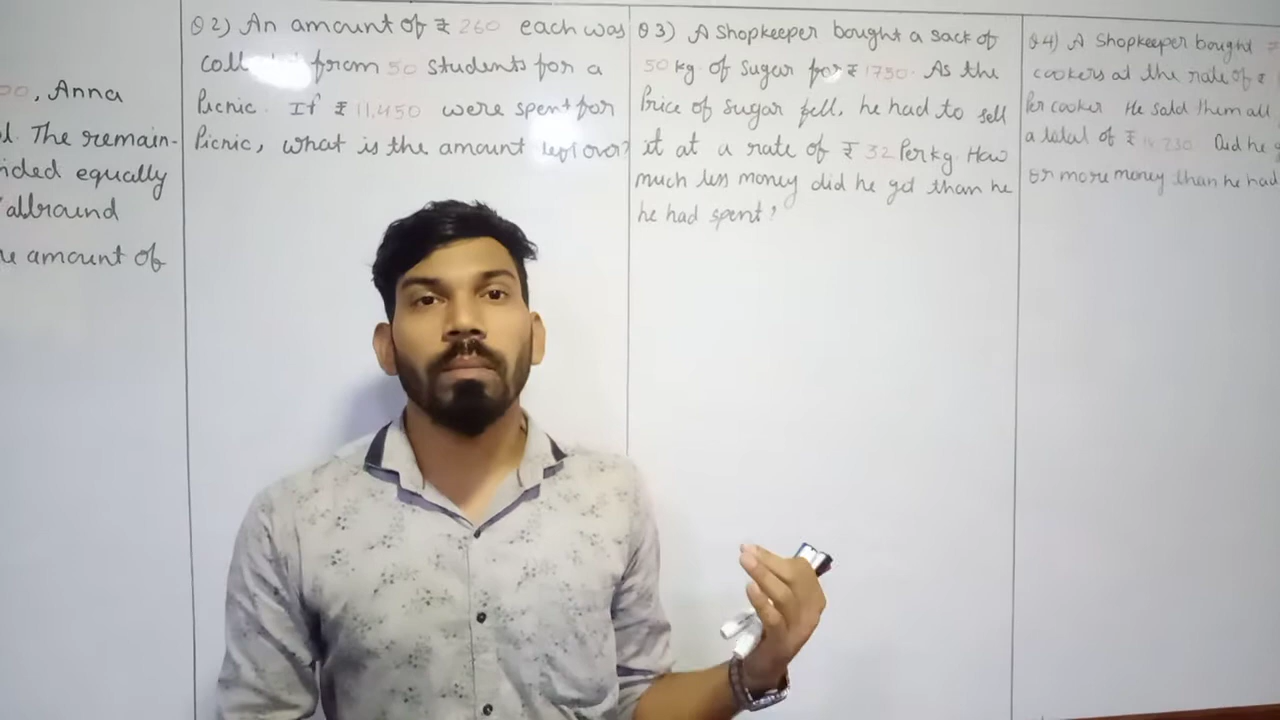 00, Anna
l. The remain-
ided equally
allround
e amount of
Q2) An amount of ₹ 260 each was
from 50 students for a
Picnic. If ₹ 11,450 were spent for
Picnic, what is the amount left over?
Q3) A Shopkeeper bought a sack of
50 kg of sugar for ₹ 1750. As the
Price of sugar fell, he had to sell
it at a rate of ₹ 32 Per kg. How
much less money did he get than he
he had spent?
Q4) A Shopkeeper bought
cookers at the rate of ₹
Per cooker He sold them all
a total of ₹ Did he
or more money than he had